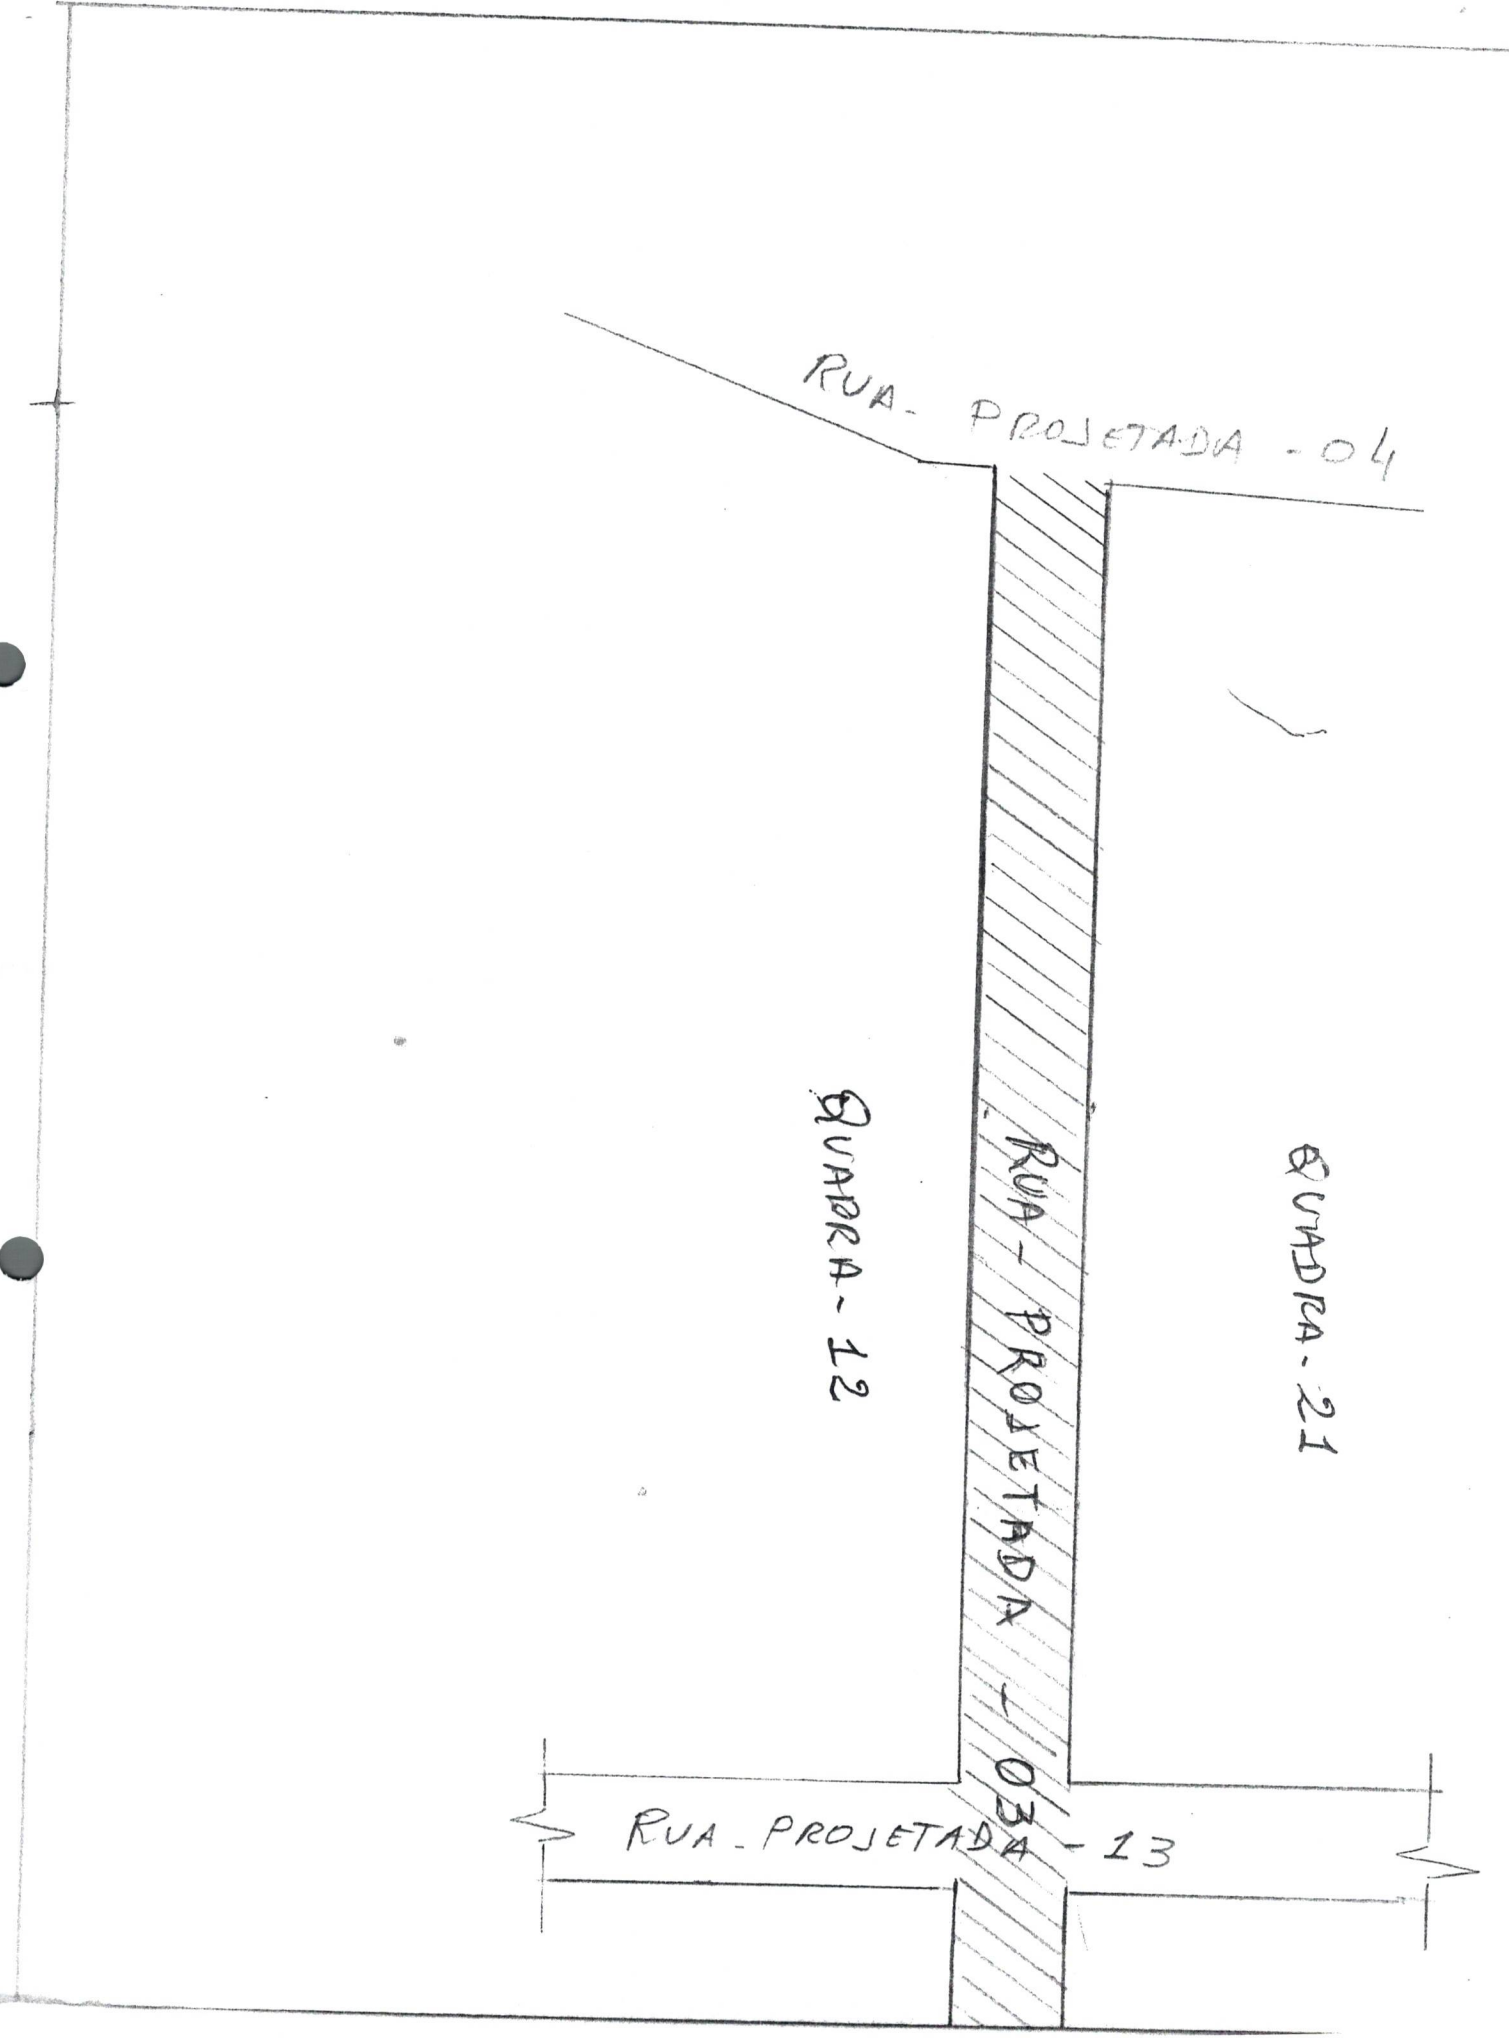 RUA - PROJETADA - 04
QUADRA - 12
RUA - PROJETADA - 03
QUADRA - 21
RUA - PROJETADA - 13